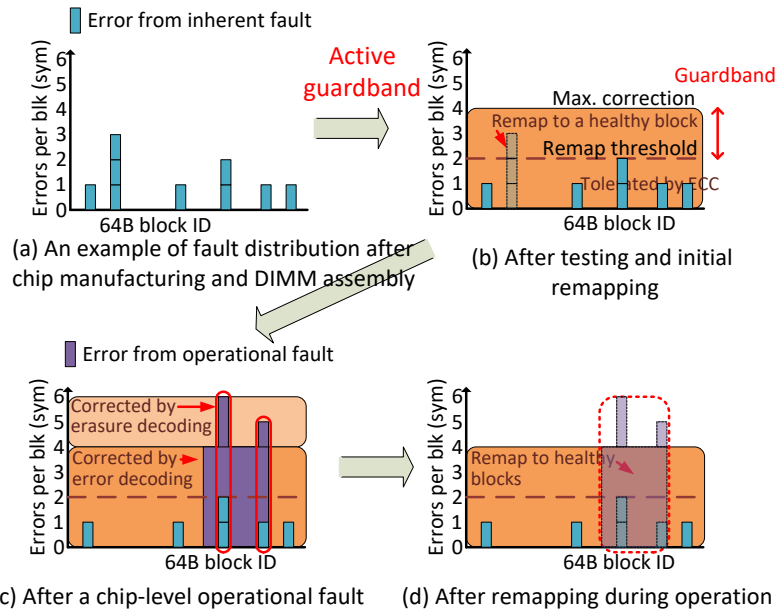 Error from inherent fault
Errors per blk (sym)
6
5
4
3
2
1
0
64B block ID
(a) An example of fault distribution after
chip manufacturing and DIMM assembly
Active
guardband
Errors per blk (sym)
6
5
4
3
2
1
0
Guardband
Max. correction
Remap to a healthy block
Remap threshold
Tolerated by ECC
64B block ID
(b) After testing and initial
remapping
Error from operational fault
Errors per blk (sym)
6
5
4
3
2
1
0
Corrected by
erasure decoding
Corrected by
error decoding
64B block ID
c) After a chip-level operational fault
Errors per blk (sym)
6
5
4
3
2
1
0
Remap to healthy
blocks
64B block ID
(d) After remapping during operation